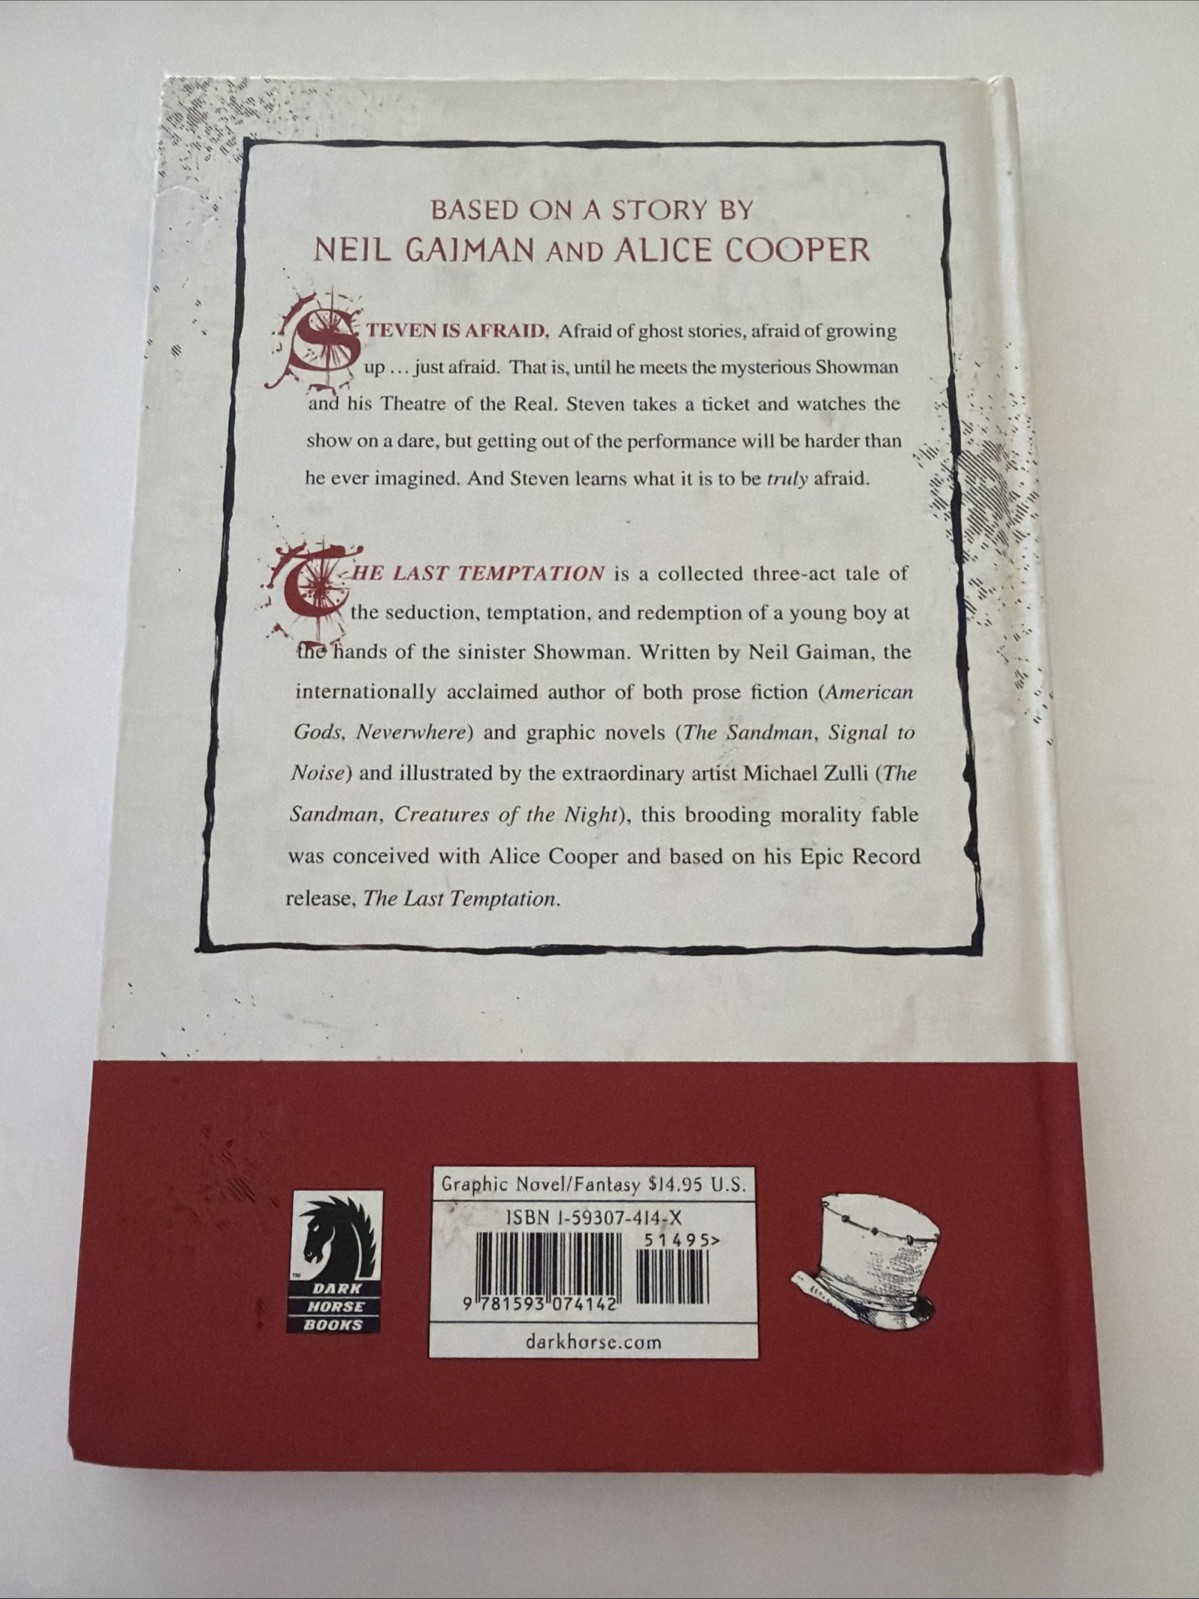 BASED ON A STORY BY
NEIL GAIMAN AND ALICE COOPER
STEVEN IS AFRAID. Afraid of ghost stories, afraid of growing
up ... just afraid. That is, until he meets the mysterious Showman
and his Theatre of the Real. Steven takes a ticket and watches the
show on a dare, but getting out of the performance will be harder than
he ever imagined. And Steven learns what it is to be truly afraid.
THE LAST TEMPTATION is a collected three-act tale of
the seduction, temptation, and redemption of a young boy at
the hands of the sinister Showman. Written by Neil Gaiman, the
internationally acclaimed author of both prose fiction (American
Gods, Neverwhere) and graphic novels (The Sandman, Signal to
Noise) and illustrated by the extraordinary artist Michael Zulli (The
Sandman, Creatures of the Night), this brooding morality fable
was conceived with Alice Cooper and based on his Epic Record
release, The Last Temptation.
Graphic Novel/Fantasy $14.95 U.S.
ISBN 1-59307-414-X
51495>
9 781593 074142
darkhorse.com
TM
DARK
HORSE
BOOKS